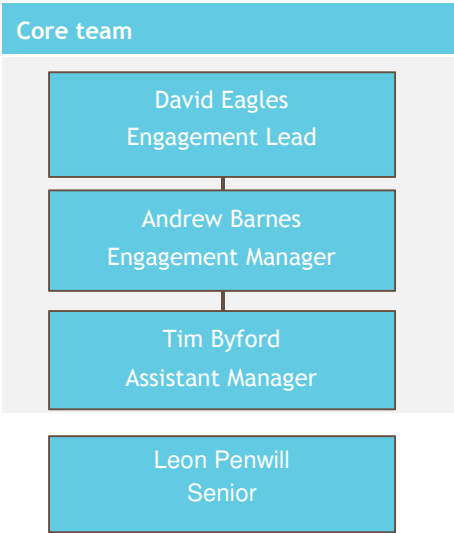 Core team
David Eagles
Engagement Lead
Andrew Barnes
Engagement Manager
Tim Byford
Assistant Manager
Leon Penwill
Senior